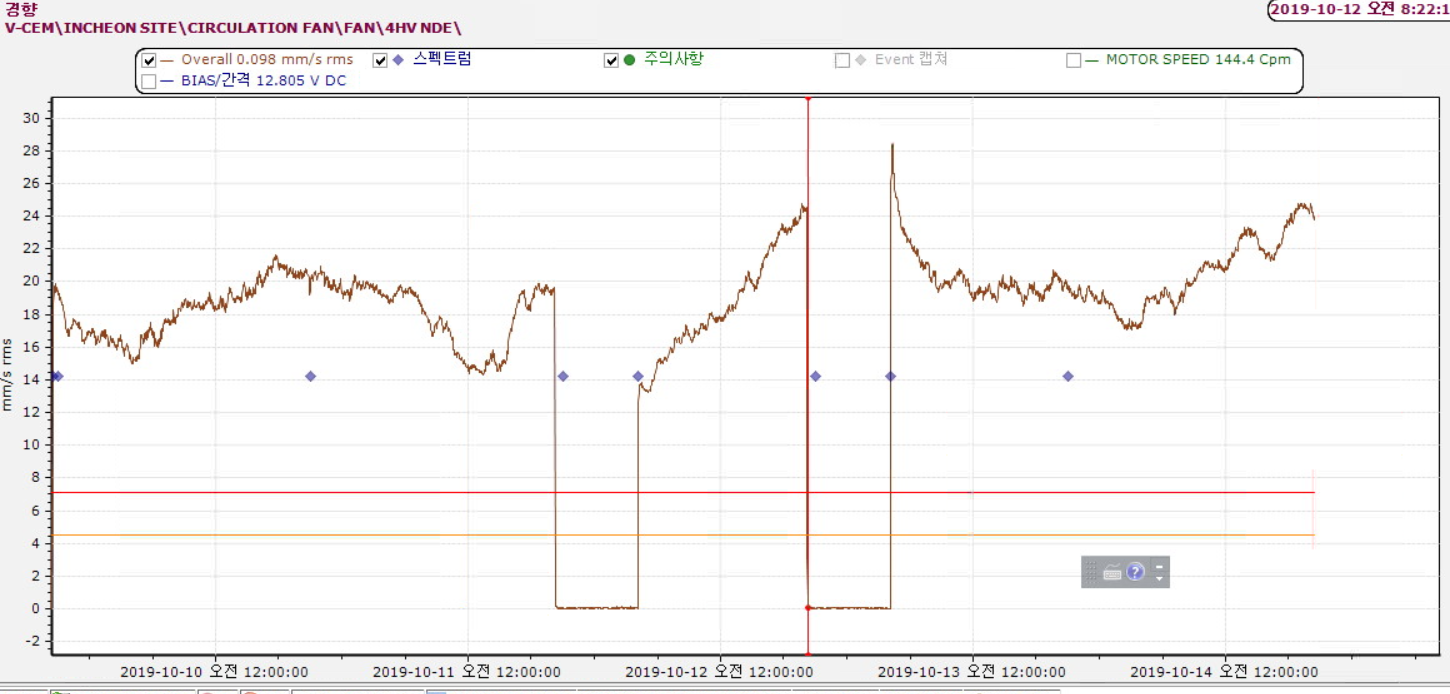 경향
2019-10-12 오전 8:22:1
V-CEM\INCHEON SITE\CIRCULATION FAN\FAN\4HV NDE\
Overall 0.098 mm/s rms 스펙트럼 주의사항 Event 캡처 MOTOR SPEED 144.4 Cpm
BIAS/간격 12.805 V DC
30
28
26
24
22
20
18
16
14
12
10
8
6
4
2
0
-2
mm/s rms
2019-10-10 오전 12:00:00 2019-10-11 오전 12:00:00 2019-10-12 오전 12:00:00 2019-10-13 오전 12:00:00 2019-10-14 오전 12:00:00